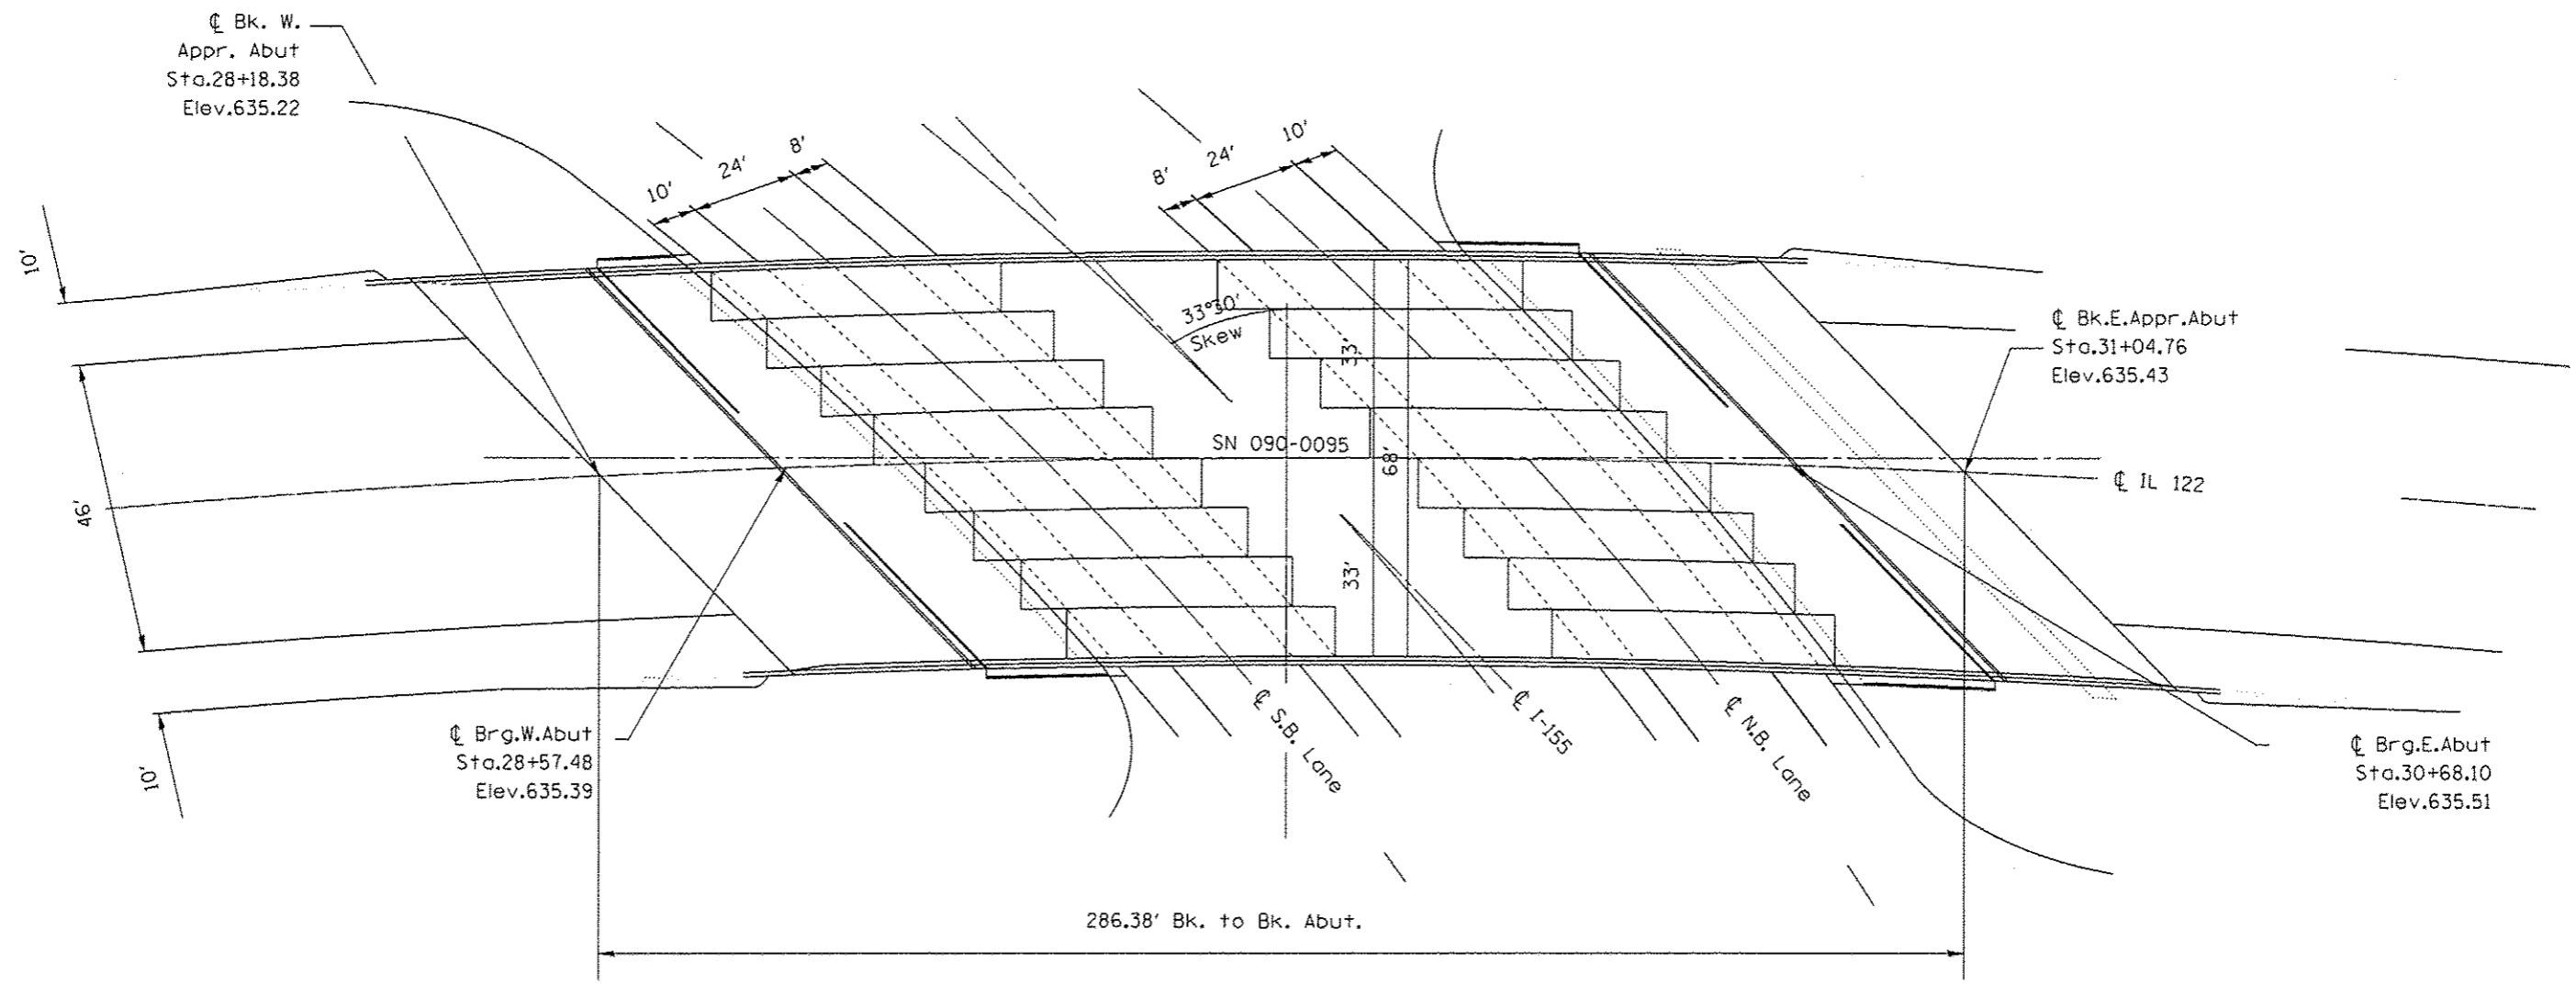 ℄ Bk. W.
Appr. Abut
Sta.28+18.38
Elev.635.22
10'
24'
8'
8'
24'
10'
10'
33°30'
Skew
33'
℄ Bk.E.Appr.Abut
Sta.31+04.76
Elev.635.43
SN 090-0095
68'
℄ IL 122
46'
33'
℄ S.B. Lane
℄ I-155
℄ N.B. Lane
℄ Brg.W.Abut
Sta.28+57.48
Elev.635.39
10'
℄ Brg.E.Abut
Sta.30+68.10
Elev.635.51
286.38' Bk. to Bk. Abut.